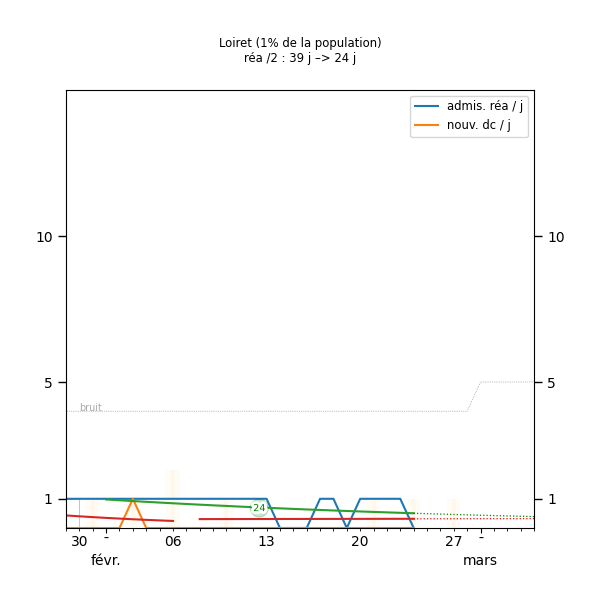 Loiret (1% de la population)
réa /2 : 39 j –> 24 j
admis. réa / j
nouv. dc / j
10 10
5 5
bruit
1 1
24
30 - 06 13 20 27 -
févr. mars